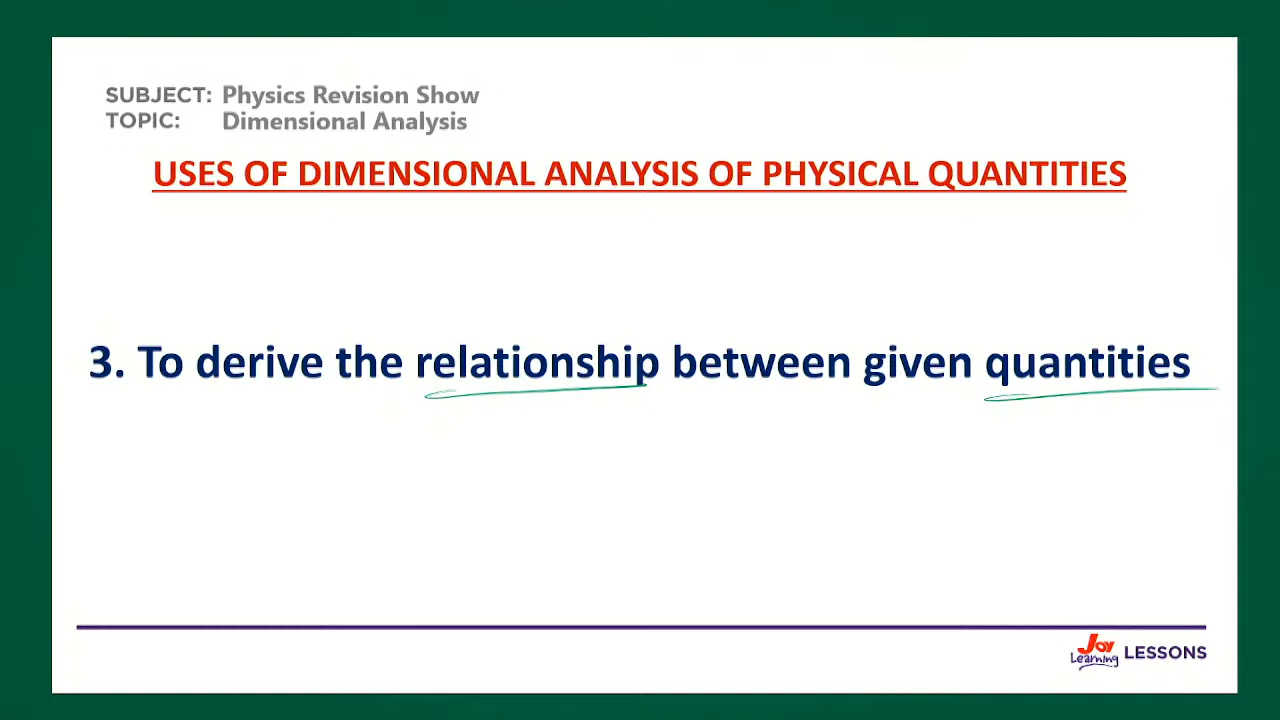 SUBJECT: Physics Revision Show
TOPIC: Dimensional Analysis
USES OF DIMENSIONAL ANALYSIS OF PHYSICAL QUANTITIES
3. To derive the relationship between given quantities
Joy Learning LESSONS